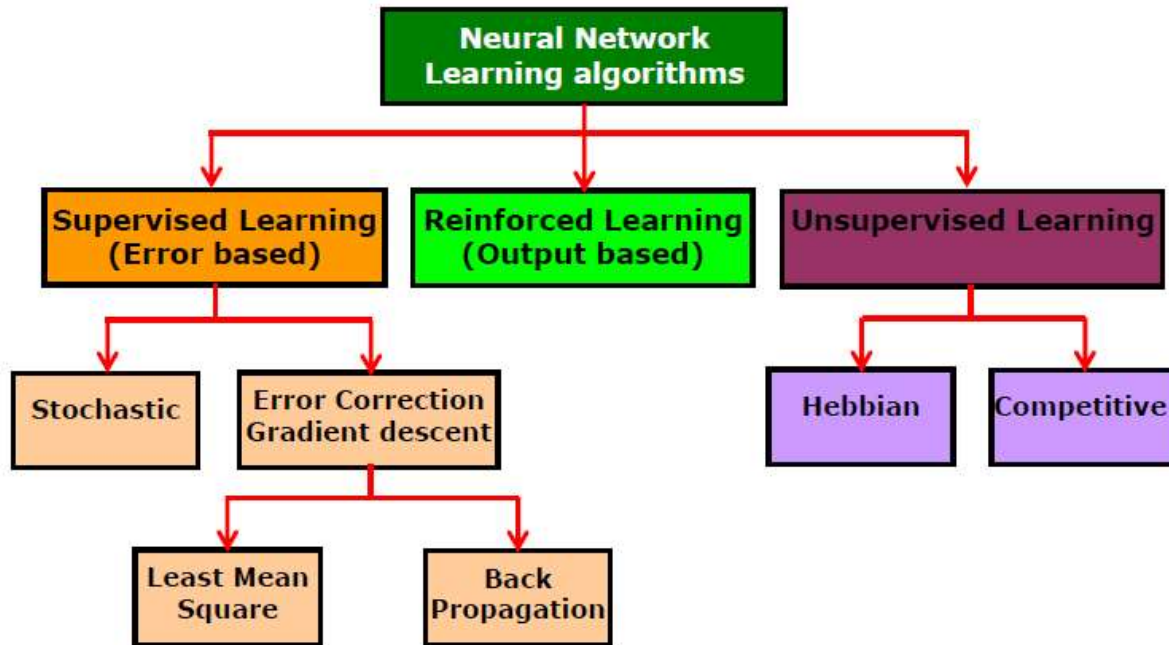 Neural Network
Learning algorithms
Supervised Learning
(Error based)
Reinforced Learning
(Output based)
Unsupervised Learning
Stochastic
Error Correction
Gradient descent
Hebbian
Competitive
Least Mean
Square
Back
Propagation